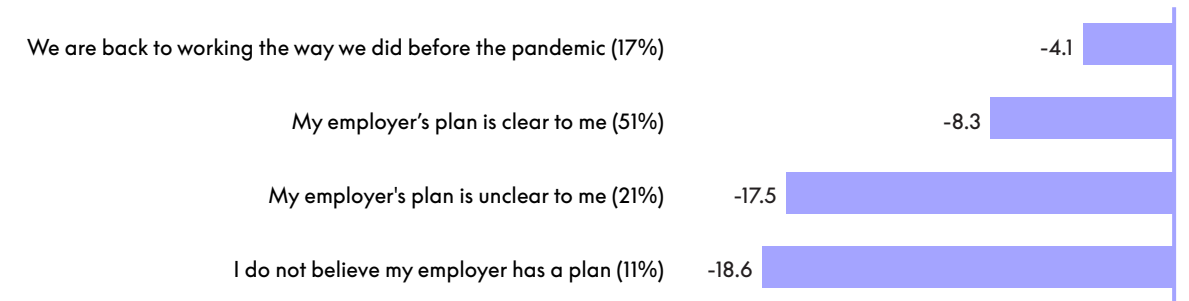 We are back to working the way we did before the pandemic (17%) -4.1
My employer’s plan is clear to me (51%) -8.3
My employer's plan is unclear to me (21%) -17.5
I do not believe my employer has a plan (11%) -18.6